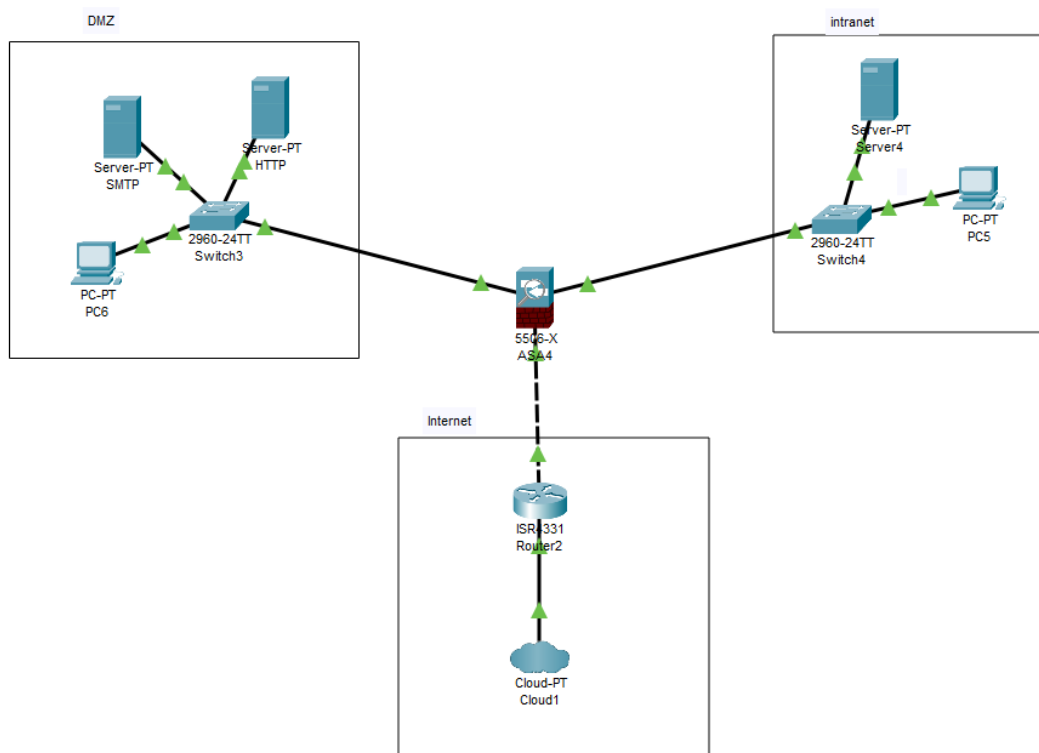 DMZ
intranet
Server-PT
SMTP
Server-PT
HTTP
2960-24TT
Switch3
PC-PT
PC6
Server-PT
Server4
2960-24TT
Switch4
PC-PT
PC5
5506-X
ASA4
Internet
ISR4331
Router2
Cloud-PT
Cloud1